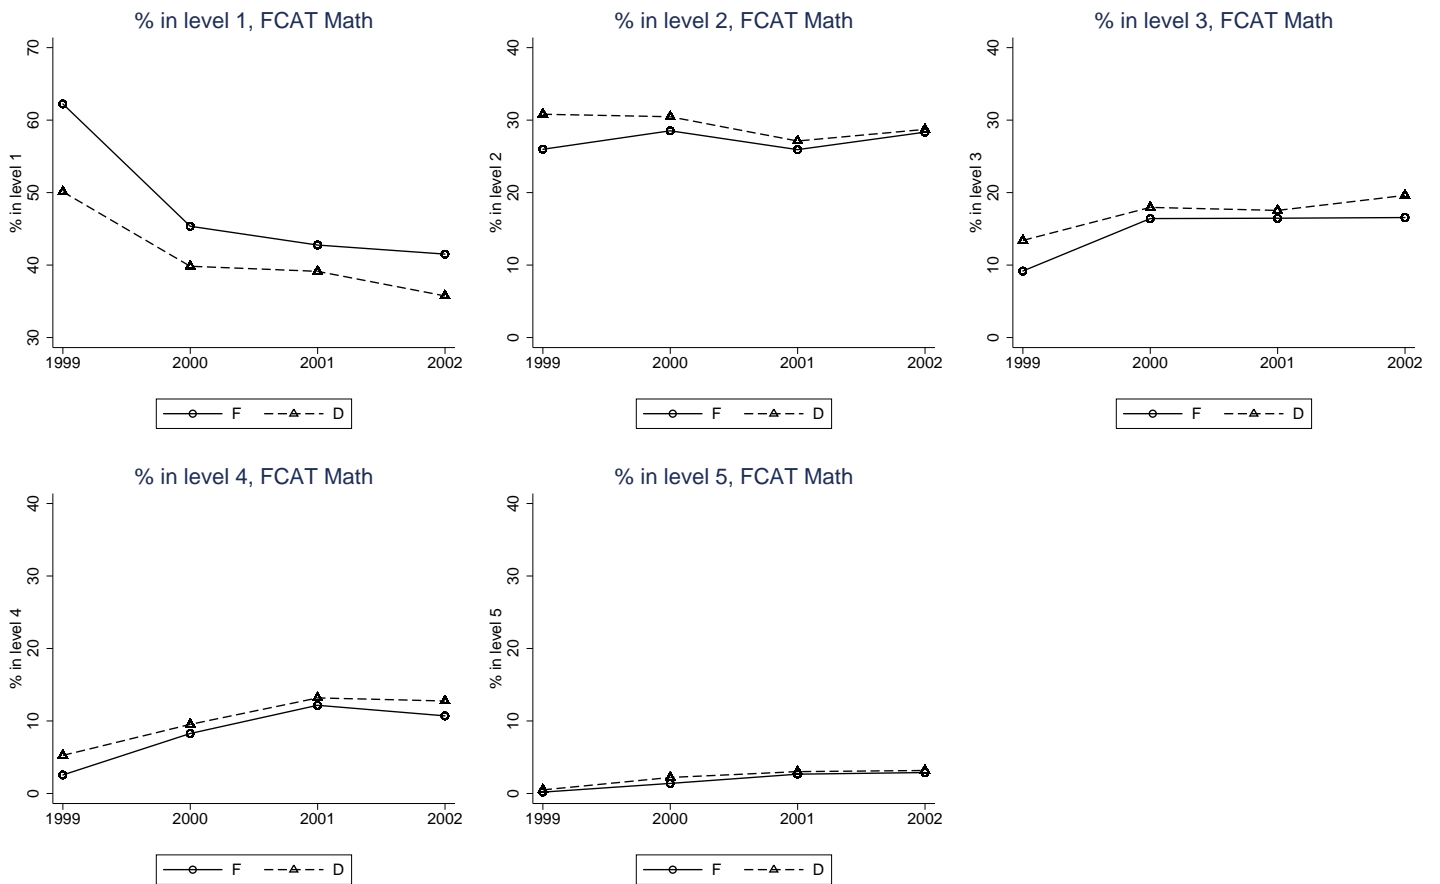 % in level 1, FCAT Math
% in level 1
70
60
50
40
30
1999 2000 2001 2002
F D
% in level 2, FCAT Math
% in level 2
40
30
20
10
0
1999 2000 2001 2002
F D
% in level 3, FCAT Math
% in level 3
40
30
20
10
0
1999 2000 2001 2002
F D
% in level 4, FCAT Math
% in level 4
40
30
20
10
0
1999 2000 2001 2002
F D
% in level 5, FCAT Math
% in level 5
40
30
20
10
0
1999 2000 2001 2002
F D